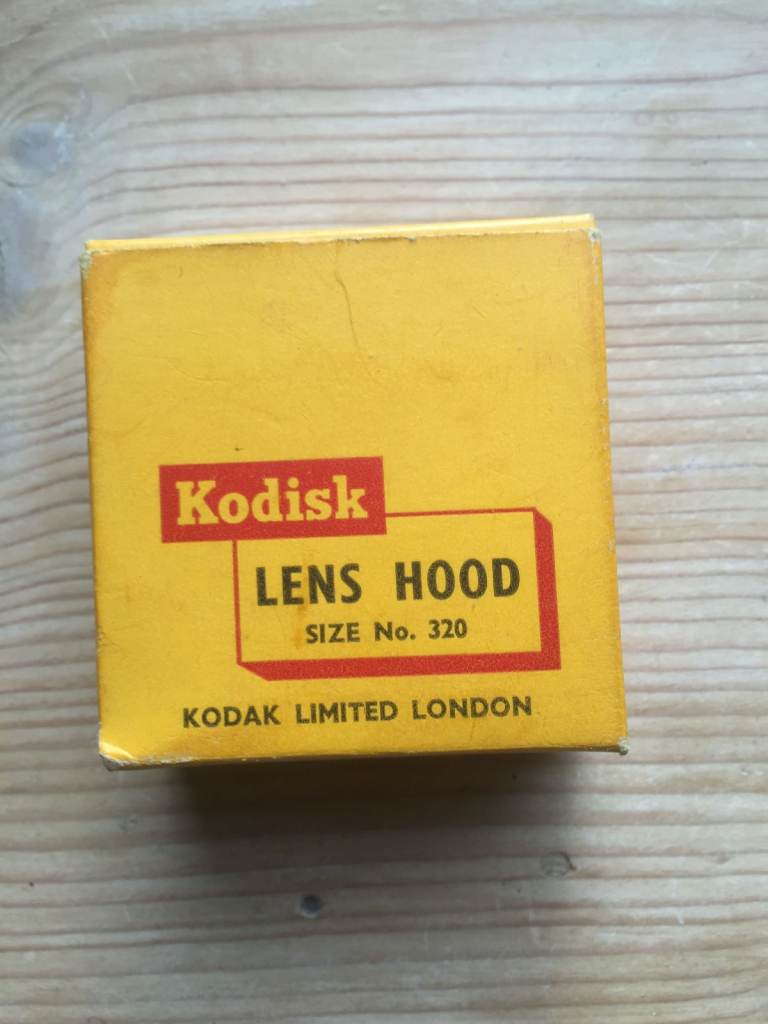 Kodisk
LENS HOOD
SIZE No. 320
KODAK LIMITED LONDON